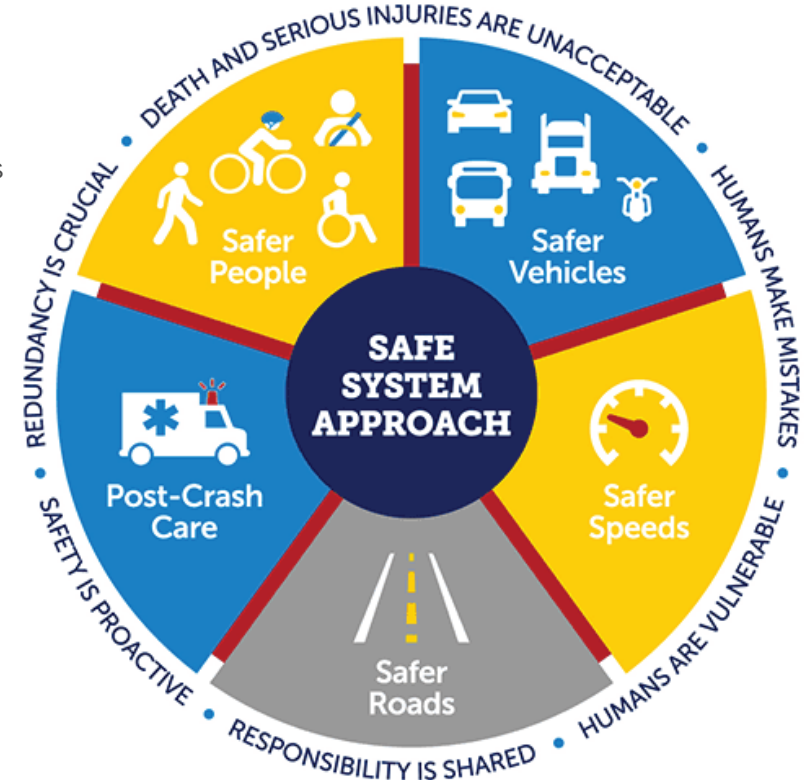 DEATH AND SERIOUS INJURIES ARE UNACCEPTABLE
HUMANS MAKE MISTAKES
HUMANS ARE VULNERABLE
RESPONSIBILITY IS SHARED
SAFETY IS PROACTIVE
REDUNDANCY IS CRUCIAL
Safer
People
Safer
Vehicles
SAFE
SYSTEM
APPROACH
Post-Crash
Care
Safer
Speeds
Safer
Roads
s